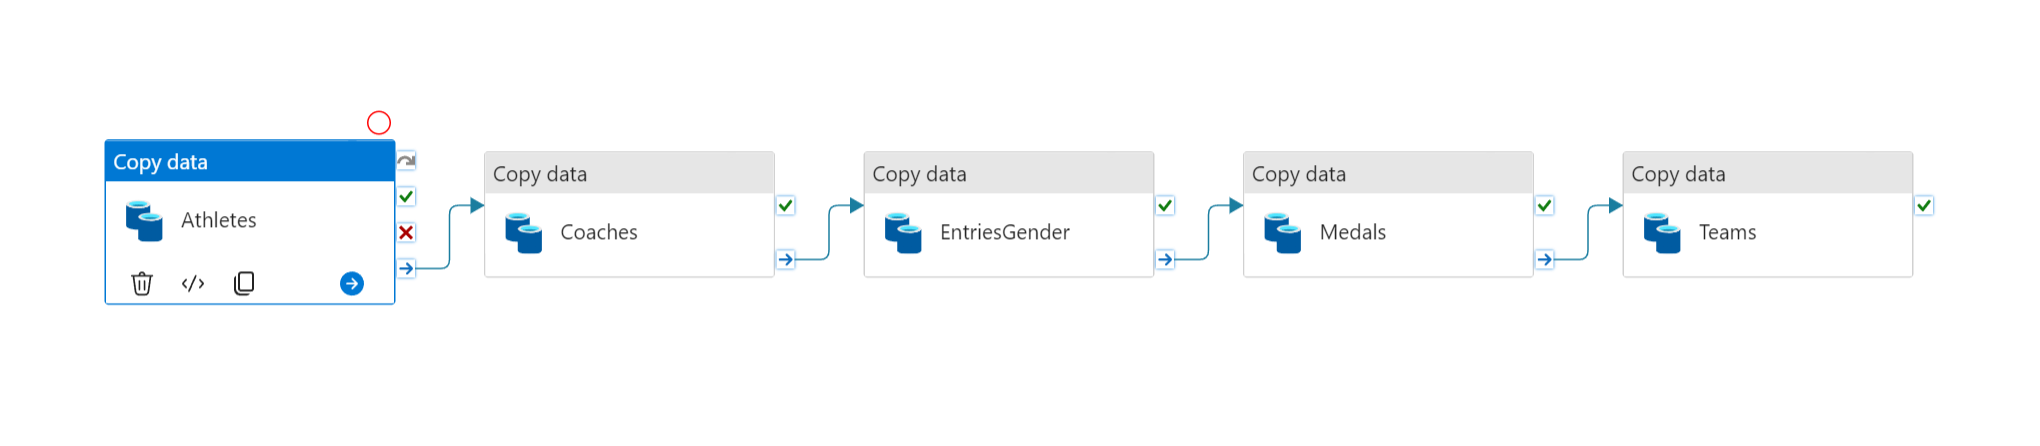 Copy data
Athletes
</>
Copy data
Coaches
Copy data
EntriesGender
Copy data
Medals
Copy data
Teams